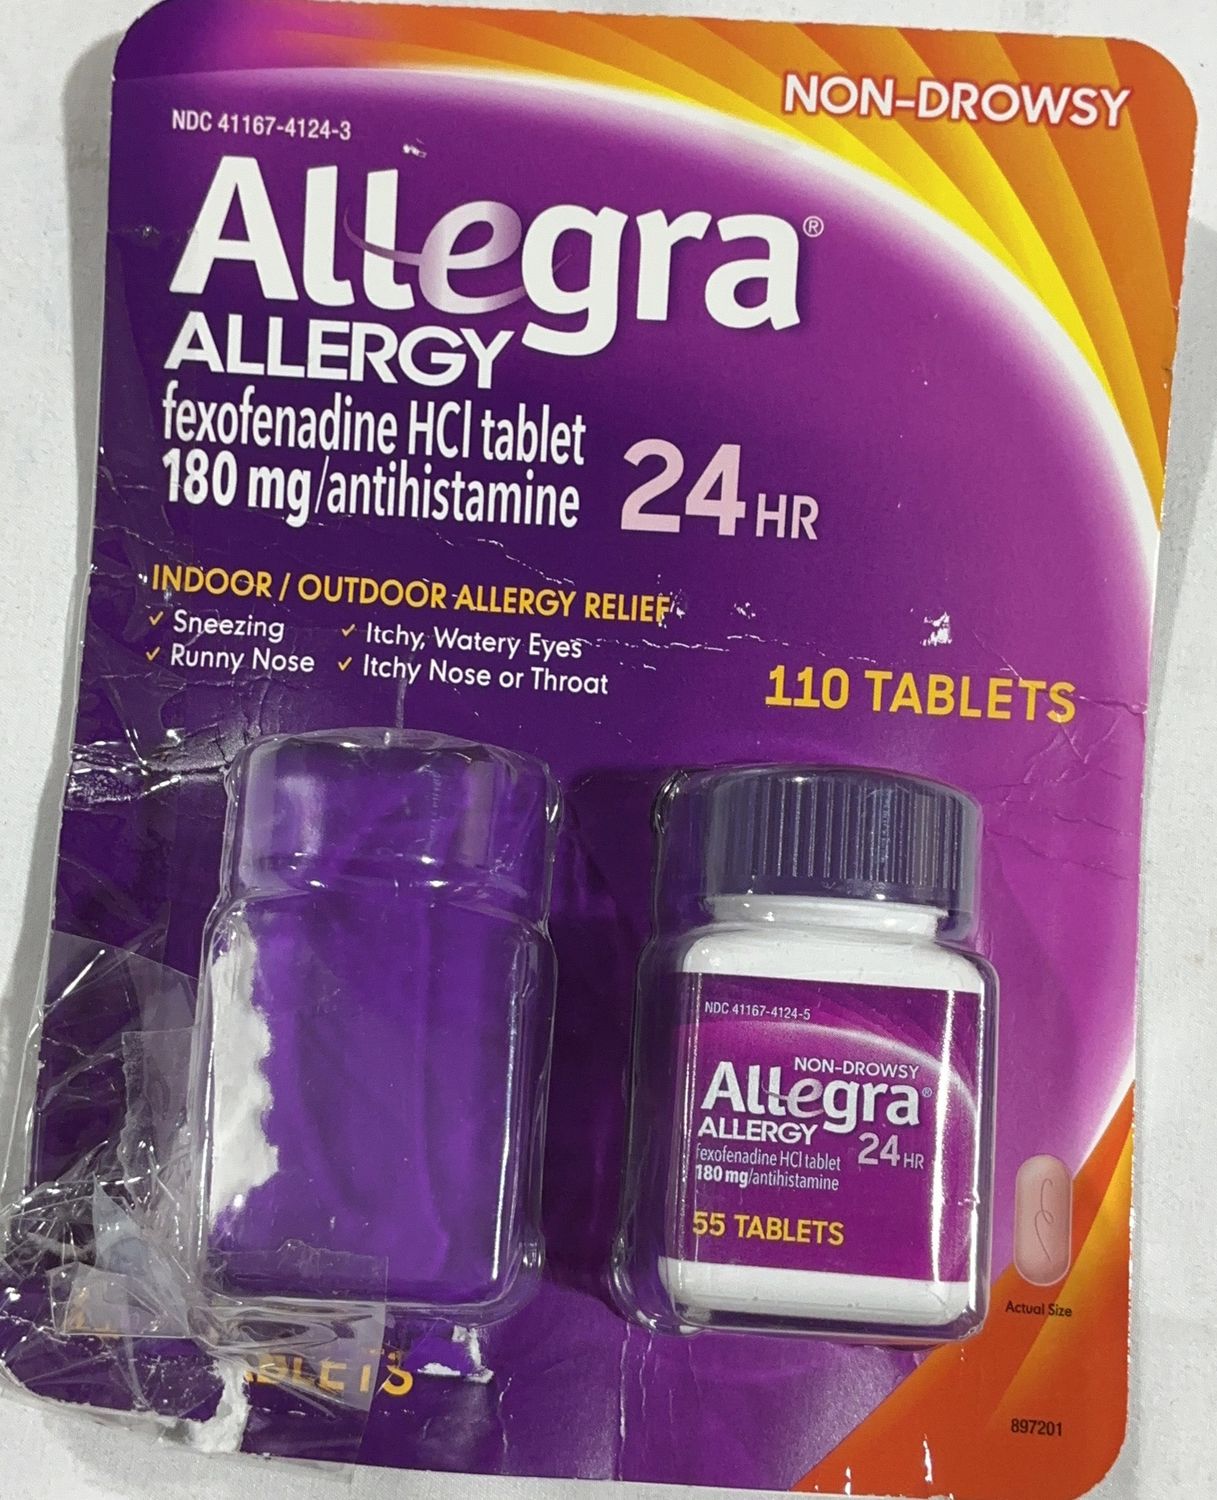 NON-DROWSY
NDC 41167-4124-3
Allegra®
ALLERGY
fexofenadine HCl tablet
180 mg/antihistamine
24 HR
INDOOR / OUTDOOR ALLERGY RELIEF
✓ Sneezing ✓ Itchy, Watery Eyes
✓ Runny Nose ✓ Itchy Nose or Throat
110 TABLETS
NDC 41167-4124-5
NON-DROWSY
Allegra®
ALLERGY
24 HR
fexofenadine HCl tablet
180 mg/antihistamine
55 TABLETS
Actual Size
897201